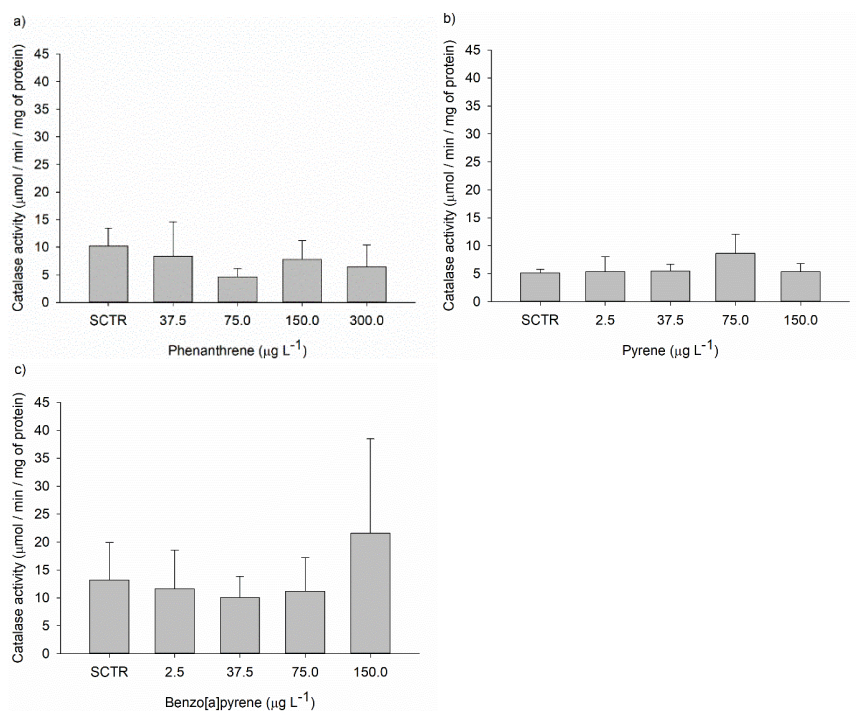 a)
Catalase activity (μmol / min / mg of protein)
45
40
35
30
25
20
15
10
5
0
SCTR 37.5 75.0 150.0 300.0
Phenanthrene (μg L⁻¹)
b)
Catalase activity (μmol / min / mg of protein)
45
40
35
30
25
20
15
10
5
0
SCTR 2.5 37.5 75.0 150.0
Pyrene (μg L⁻¹)
c)
Catalase activity (μmol / min / mg of protein)
45
40
35
30
25
20
15
10
5
0
SCTR 2.5 37.5 75.0 150.0
Benzo[a]pyrene (μg L⁻¹)